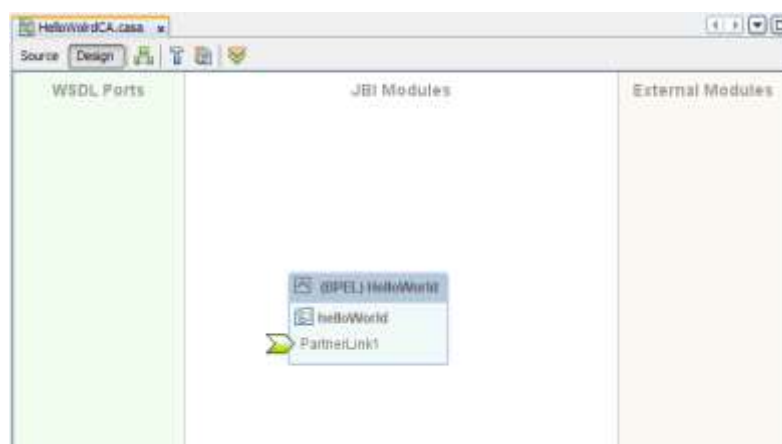 HelloWorldCA.casa x
Source Design
WSDL Ports JBI Modules External Modules
(BPEL) HelloWorld
helloWorld
PartnerLink1